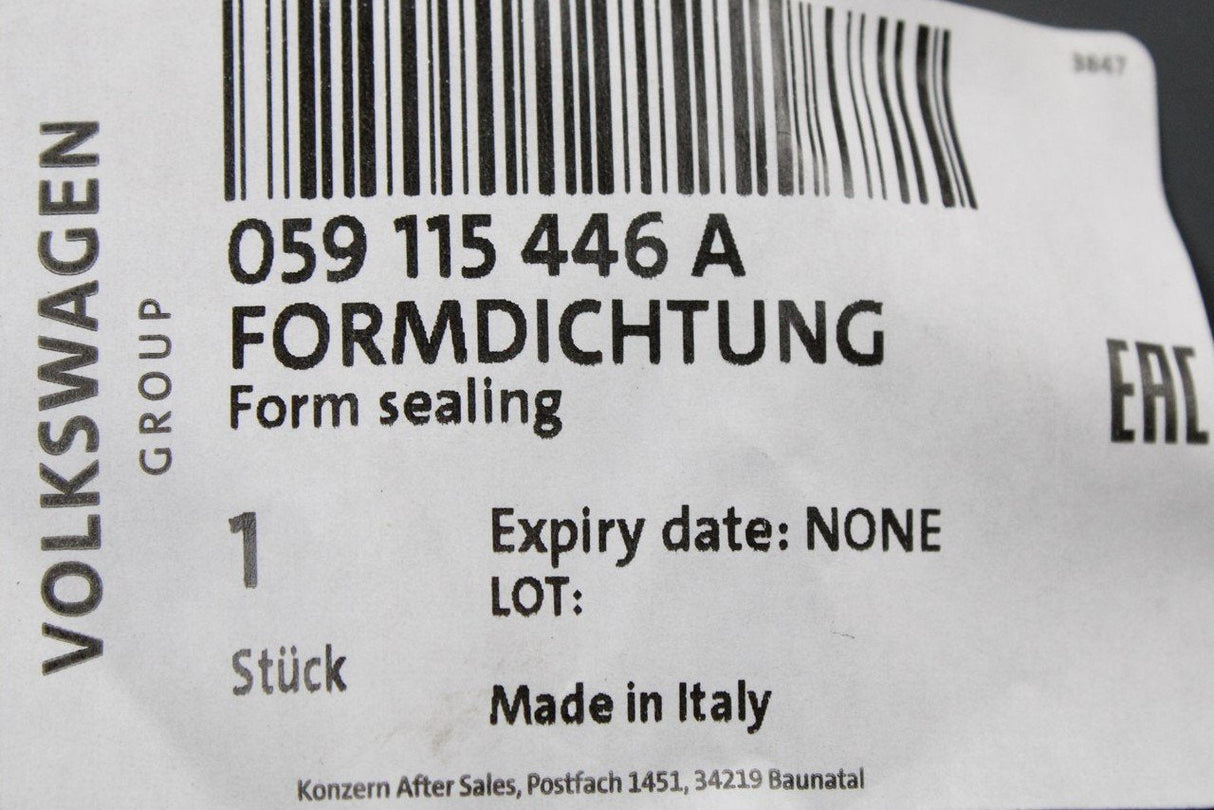 3847
059 115 446 A
FORMDICHTUNG
Form sealing
EAC
VOLKSWAGEN
GROUP
1
Stück
Expiry date: NONE
LOT:
Made in Italy
Konzern After Sales, Postfach 1451, 34219 Baunatal